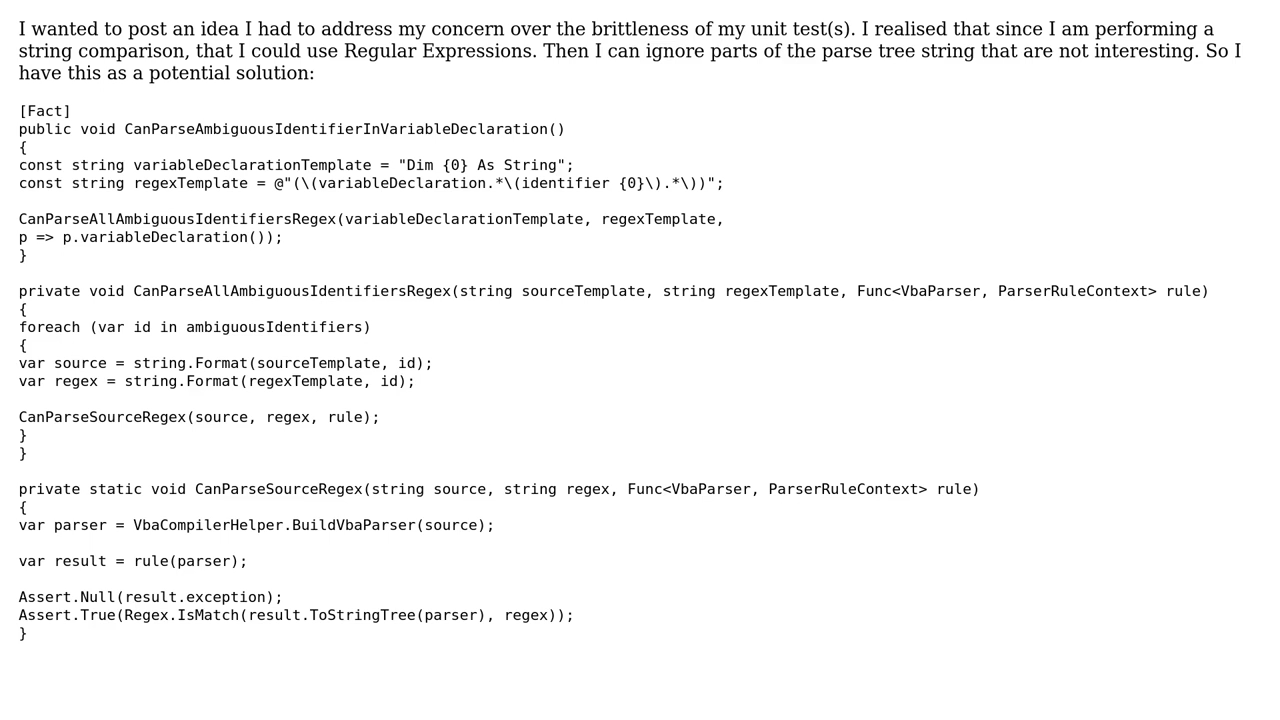 I wanted to post an idea I had to address my concern over the brittleness of my unit test(s). I realised that since I am performing a
string comparison, that I could use Regular Expressions. Then I can ignore parts of the parse tree string that are not interesting. So I
have this as a potential solution:
[Fact]
public void CanParseAmbiguousIdentifierInVariableDeclaration()
{
const string variableDeclarationTemplate = "Dim {0} As String";
const string regexTemplate = @"(\(variableDeclaration.*\(identifier {0}\).*\))";
CanParseAllAmbiguousIdentifiersRegex(variableDeclarationTemplate, regexTemplate,
p => p.variableDeclaration());
}
private void CanParseAllAmbiguousIdentifiersRegex(string sourceTemplate, string regexTemplate, Func<VbaParser, ParserRuleContext> rule)
{
foreach (var id in ambiguousIdentifiers)
{
var source = string.Format(sourceTemplate, id);
var regex = string.Format(regexTemplate, id);
CanParseSourceRegex(source, regex, rule);
}
}
private static void CanParseSourceRegex(string source, string regex, Func<VbaParser, ParserRuleContext> rule)
{
var parser = VbaCompilerHelper.BuildVbaParser(source);
var result = rule(parser);
Assert.Null(result.exception);
Assert.True(Regex.IsMatch(result.ToStringTree(parser), regex));
}